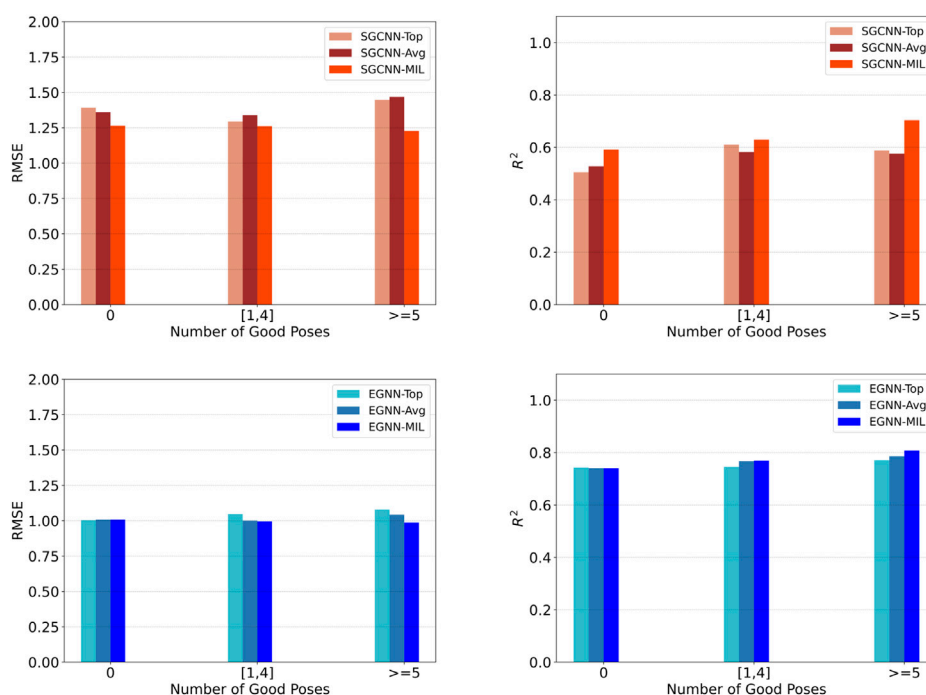 2.00
1.75
1.50
1.25
1.00
0.75
0.50
0.25
0.00
RMSE
SGCNN-Top
SGCNN-Avg
SGCNN-MIL
0
[1,4]
>=5
Number of Good Poses
1.0
0.8
0.6
0.4
0.2
0.0
R²
SGCNN-Top
SGCNN-Avg
SGCNN-MIL
0
[1,4]
>=5
Number of Good Poses
2.00
1.75
1.50
1.25
1.00
0.75
0.50
0.25
0.00
RMSE
EGNN-Top
EGNN-Avg
EGNN-MIL
0
[1,4]
>=5
Number of Good Poses
1.0
0.8
0.6
0.4
0.2
0.0
R²
EGNN-Top
EGNN-Avg
EGNN-MIL
0
[1,4]
>=5
Number of Good Poses